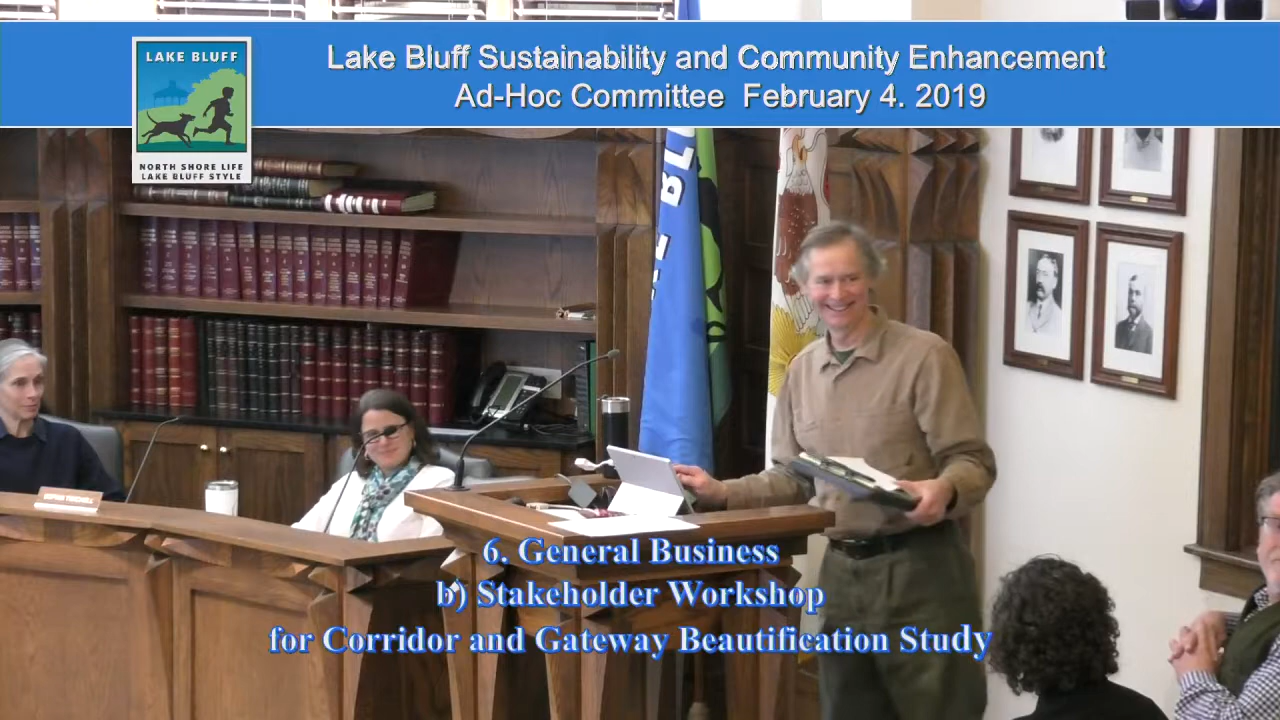 LAKE BLUFF
NORTH SHORE LIFE
LAKE BLUFF STYLE
Lake Bluff Sustainability and Community Enhancement
Ad-Hoc Committee February 4. 2019
6. General Business
b) Stakeholder Workshop
for Corridor and Gateway Beautification Study